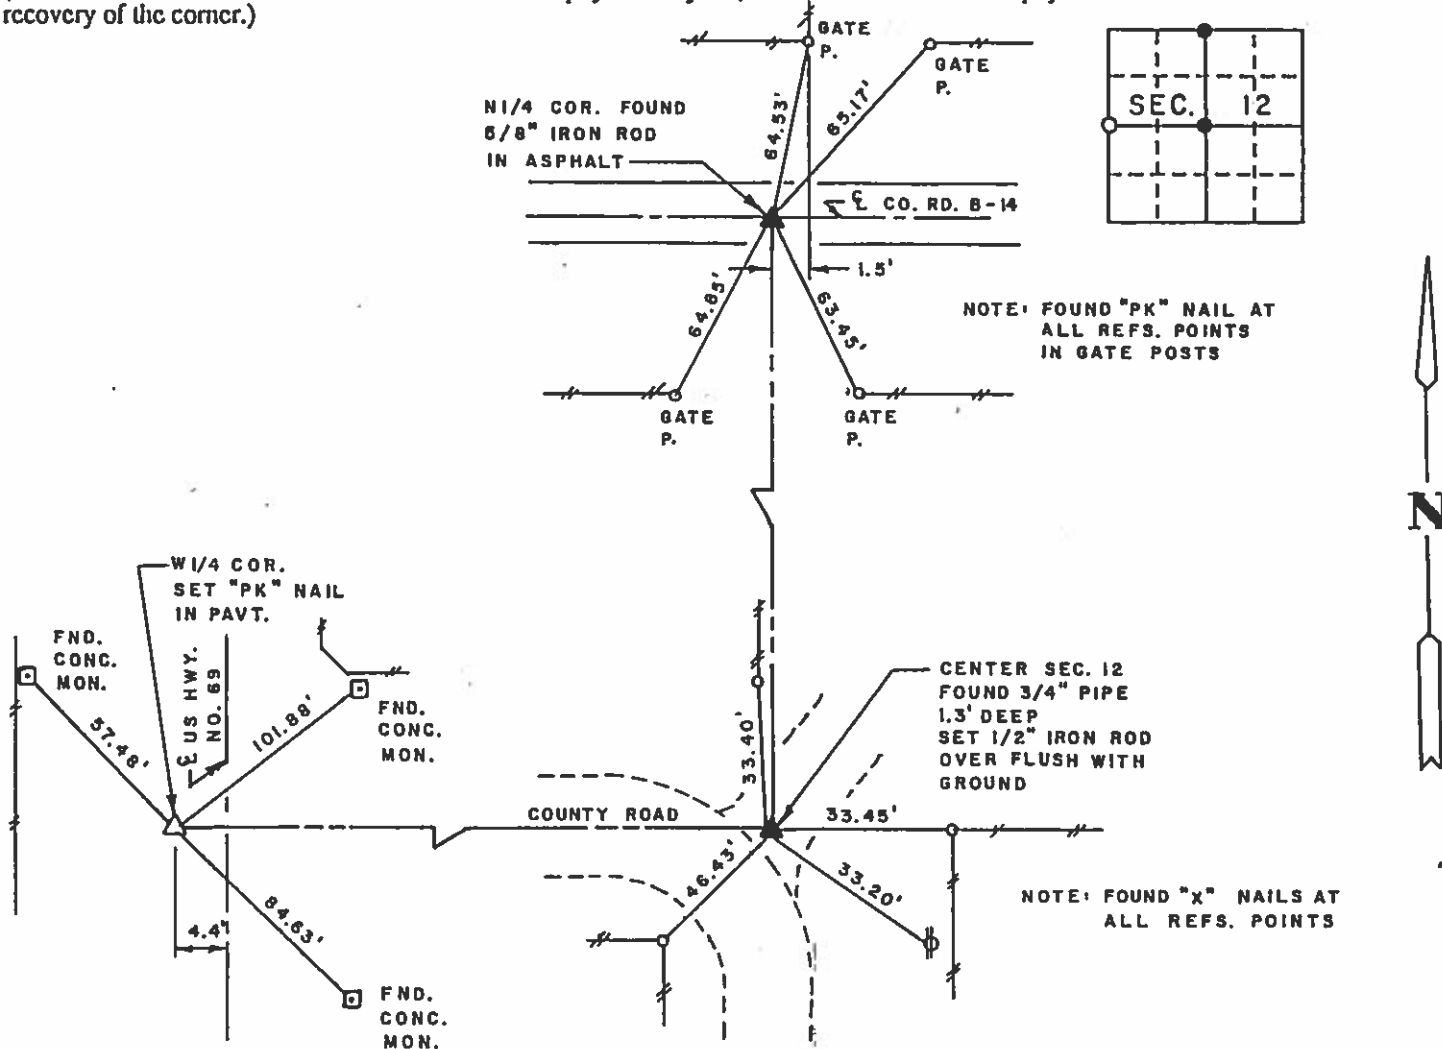 recovery of the corner.)
GATE
P.
GATE
P.
64.53'
65.17'
N1/4 COR. FOUND
5/8" IRON ROD
IN ASPHALT
SEC. 12
℄ CO. RD. B-14
1.5'
64.85'
63.45'
NOTE: FOUND "PK" NAIL AT
ALL REFS. POINTS
IN GATE POSTS
GATE
P.
GATE
P.
N
W1/4 COR.
SET "PK" NAIL
IN PAVT.
FND.
CONC.
MON.
℄ US HWY.
NO. 69
57.48'
101.88'
FND.
CONC.
MON.
33.40'
CENTER SEC. 12
FOUND 3/4" PIPE
1.3' DEEP
SET 1/2" IRON ROD
OVER FLUSH WITH
GROUND
COUNTY ROAD
33.45'
46.43'
33.20'
NOTE: FOUND "X" NAILS AT
ALL REFS. POINTS
4.4'
84.63'
FND.
CONC.
MON.